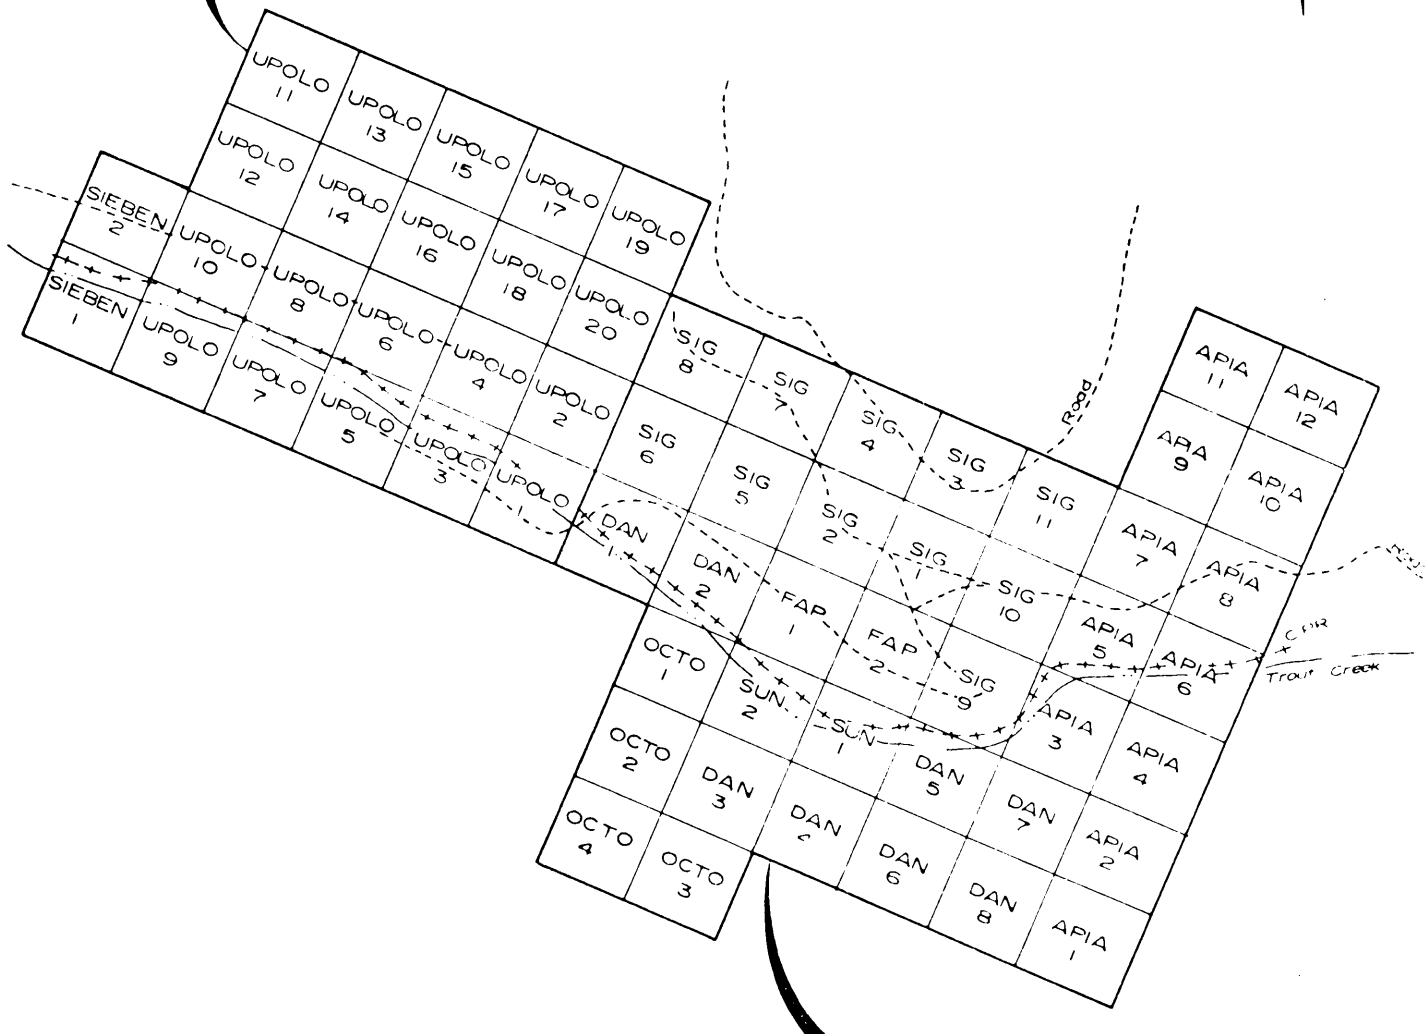 UPOLO
11
UPOLO
13
UPOLO
15
UPOLO
17
UPOLO
19
UPOLO
12
UPOLO
14
UPOLO
16
UPOLO
18
UPOLO
20
SIEBEN
2
UPOLO
10
UPOLO
8
UPOLO
6
UPOLO
4
UPOLO
2
SIEBEN
1
UPOLO
9
UPOLO
7
UPOLO
5
UPOLO
3
UPOLO
1
SIG
8
SIG
7
SIG
4
SIG
3
SIG
11
SIG
6
SIG
5
SIG
2
SIG
1
SIG
10
DAN
1
DAN
2
FAP
1
FAP
2
SIG
9
APIA
11
APIA
12
APIA
9
APIA
10
APIA
7
APIA
8
APIA
5
APIA
6
APIA
3
APIA
4
OCTO
1
SUN
2
SUN
1
DAN
5
DAN
7
APIA
2
OCTO
2
DAN
3
DAN
DAN
6
DAN
8
APIA
1
OCTO
4
OCTO
3
Road
CPR
Trout Creek